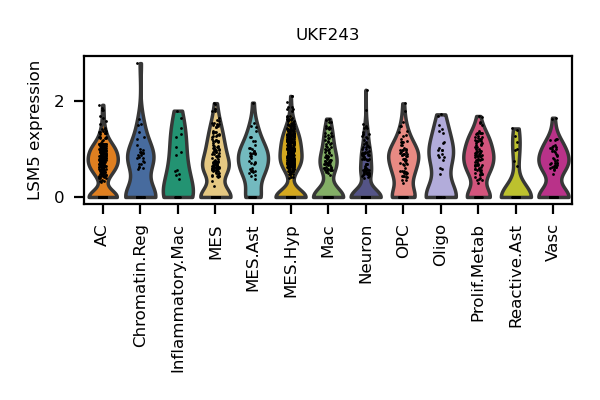 UKF243
LSM5 expression
2
0
AC
Chromatin.Reg
Inflammatory.Mac
MES
MES.Ast
MES.Hyp
Mac
Neuron
OPC
Oligo
Prolif.Metab
Reactive.Ast
Vasc